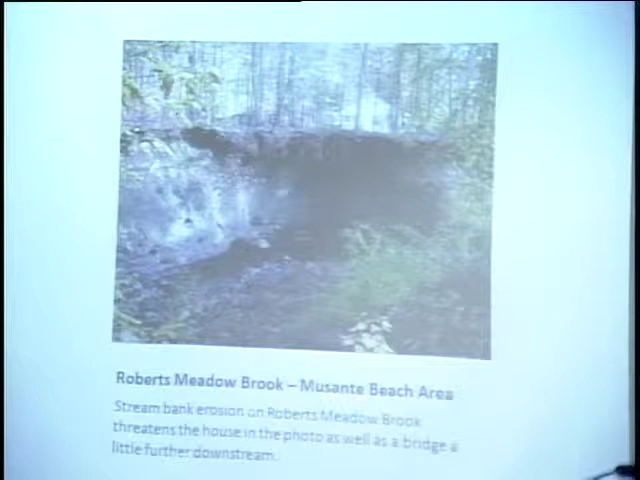 Roberts Meadow Brook – Musante Beach Area
Stream bank erosion on Roberts Meadow Brook
threatens the house in the photo as well as a bridge a
little further downstream.